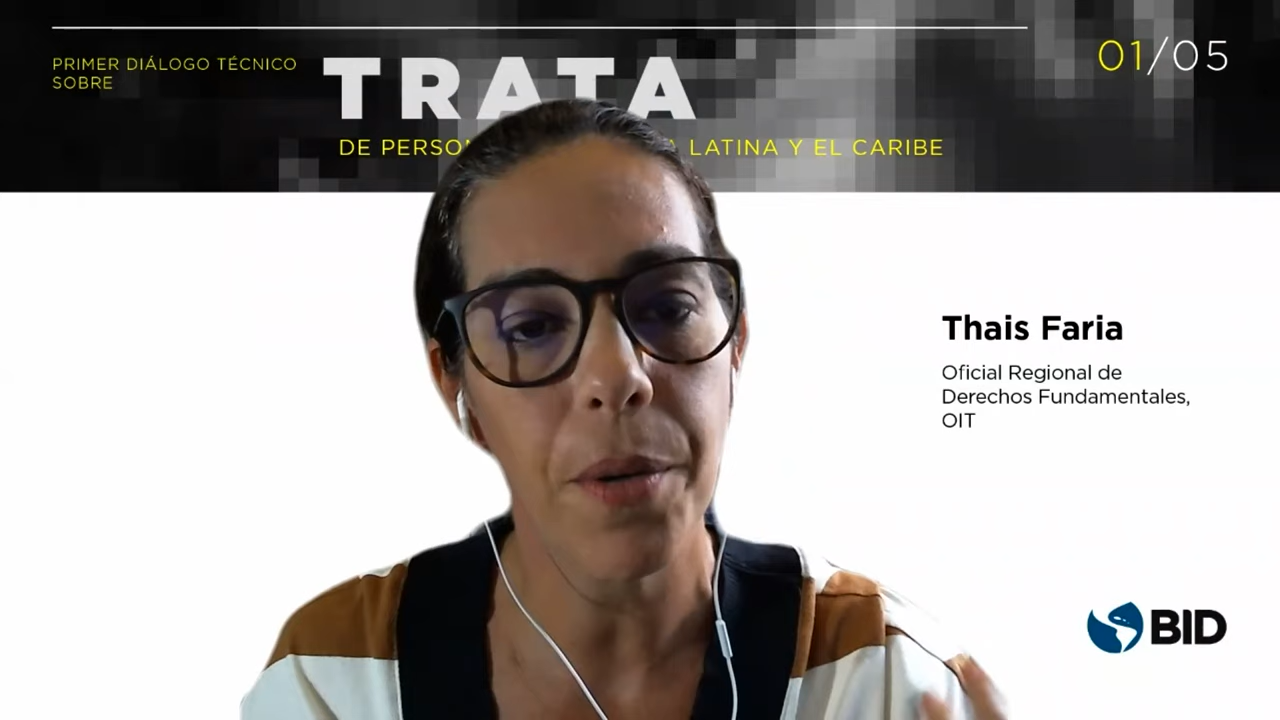 PRIMER DIÁLOGO TÉCNICO
SOBRE
TRATA
DE PERSON LATINA Y EL CARIBE
01/05
Thais Faria
Oficial Regional de
Derechos Fundamentales,
OIT
BID